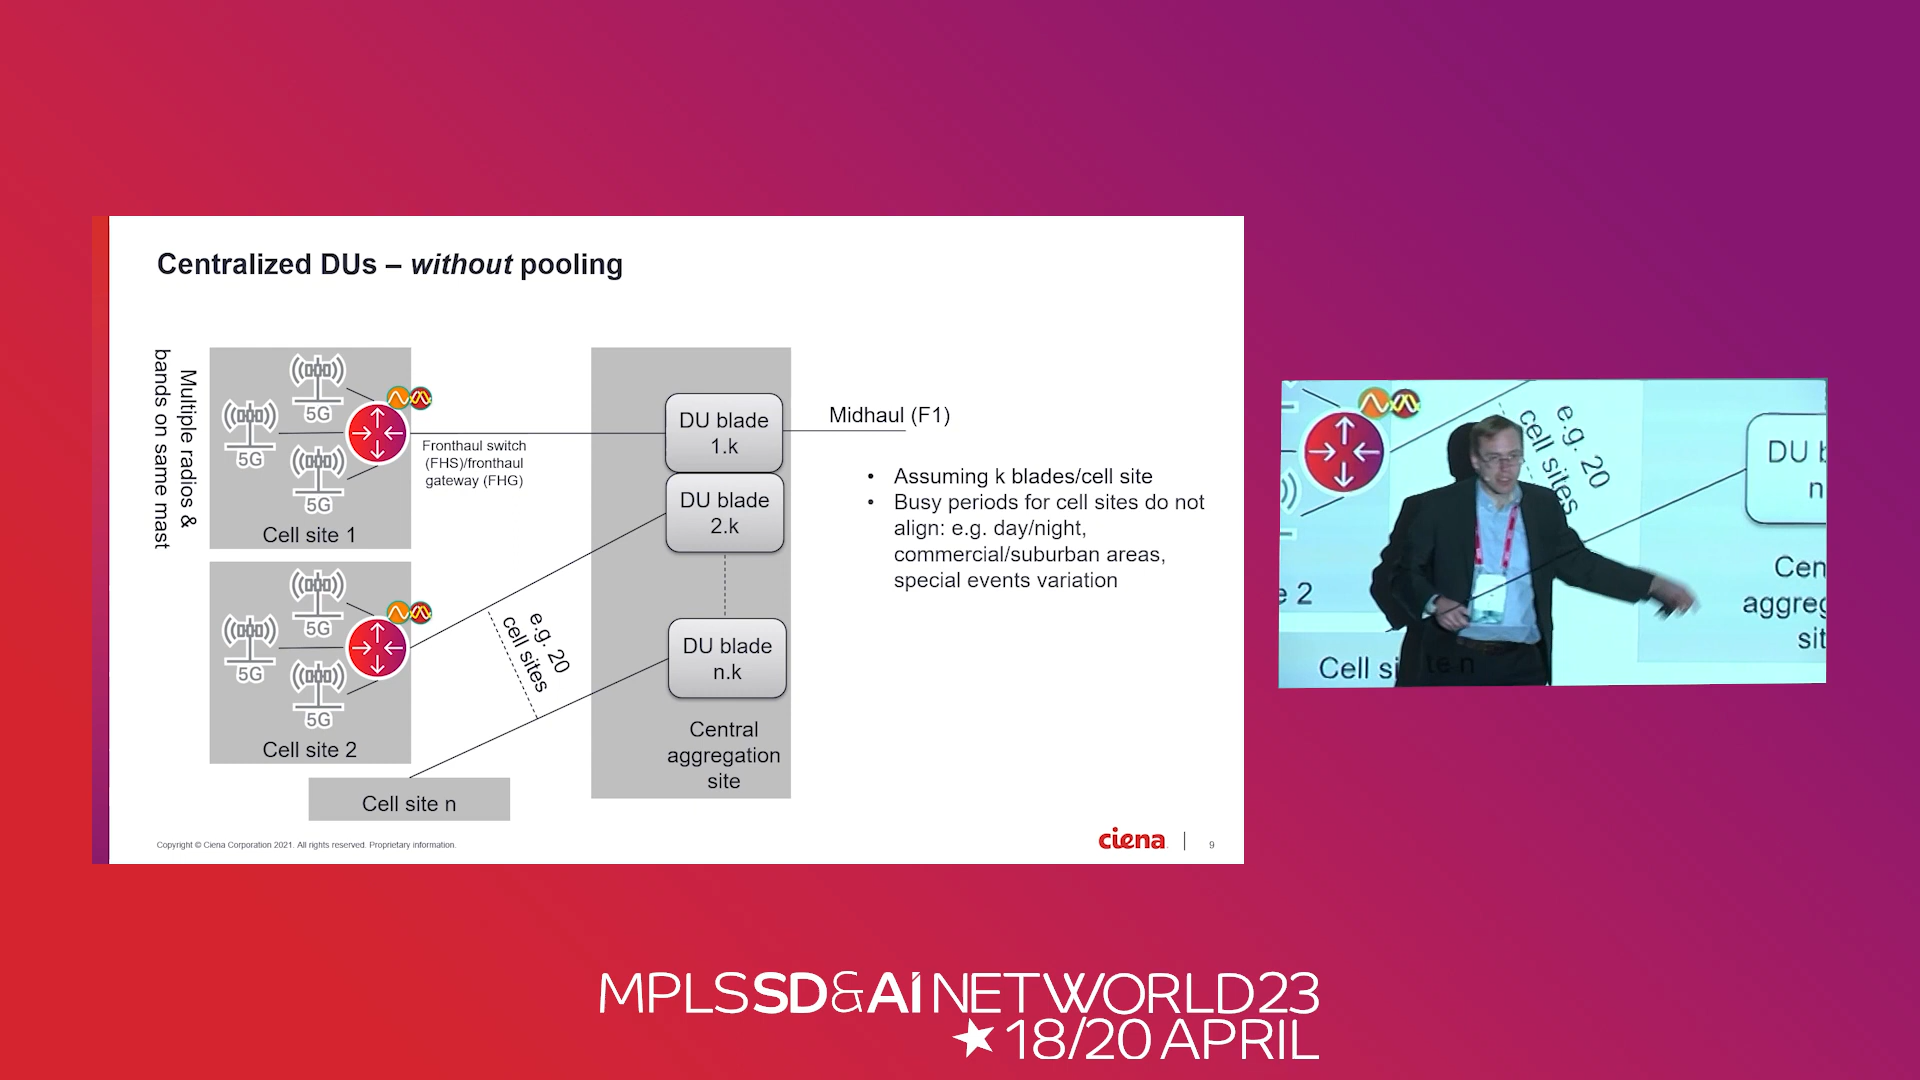 Centralized DUs – without pooling
Multiple radios &
bands on same mast
5G
5G
5G
Cell site 1
Fronthaul switch
(FHS)/fronthaul
gateway (FHG)
5G
5G
5G
Cell site 2
e.g. 20
cell sites
Cell site n
DU blade
1.k
DU blade
2.k
DU blade
n.k
Central
aggregation
site
Midhaul (F1)
• Assuming k blades/cell site
• Busy periods for cell sites do not
align: e.g. day/night,
commercial/suburban areas,
special events variation
Copyright © Ciena Corporation 2021. All rights reserved. Proprietary information.
ciena
9
e.g. 20
cell sites
DU b
n
e 2
Cen
aggreg
sit
Cell site n
MPLSSD&AI NETWORLD23
★18/20 APRIL